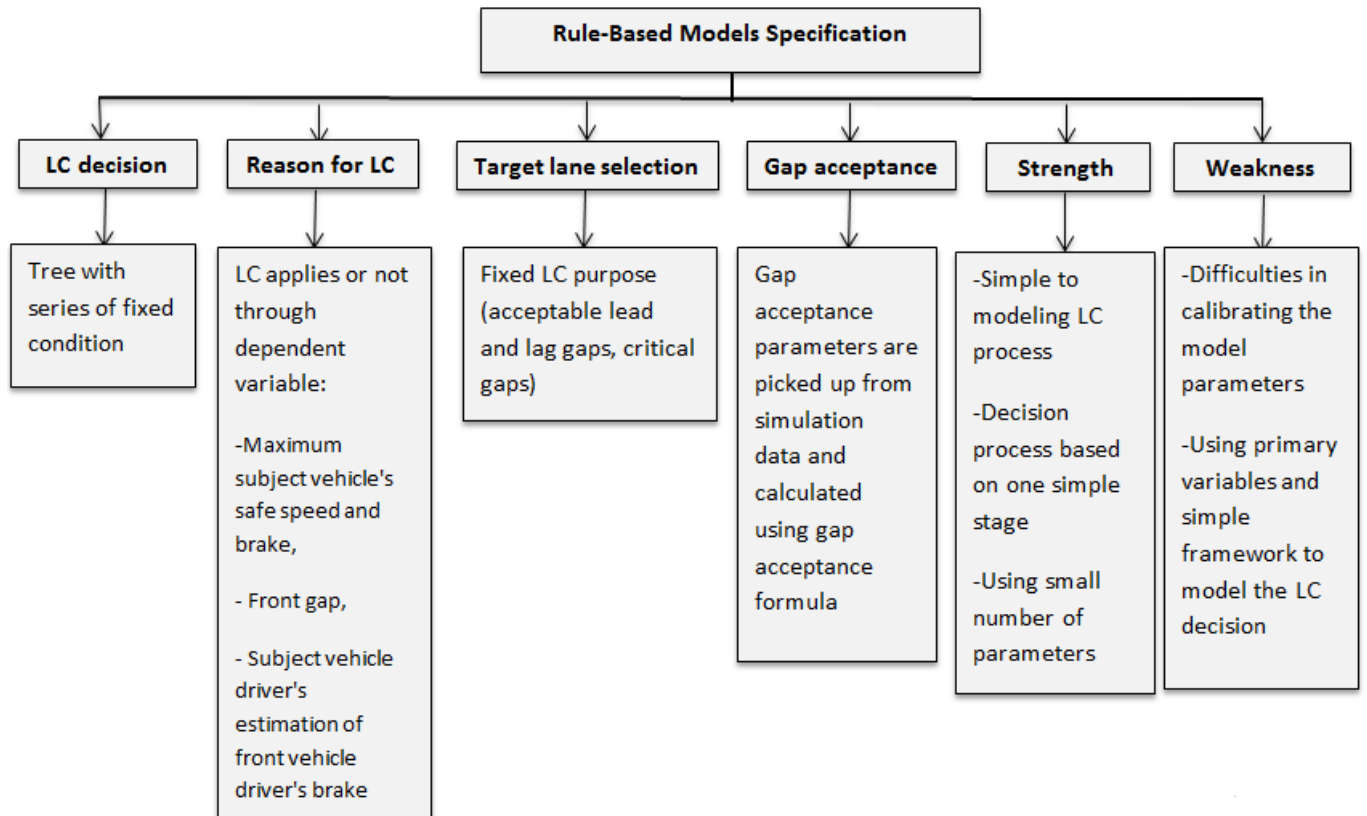 Rule-Based Models Specification
LC decision
Reason for LC
Target lane selection
Gap acceptance
Strength
Weakness
Tree with
series of fixed
condition
LC applies or not
through
dependent
variable:
-Maximum
subject vehicle's
safe speed and
brake,
- Front gap,
- Subject vehicle
driver's
estimation of
front vehicle
driver's brake
Fixed LC purpose
(acceptable lead
and lag gaps, critical
gaps)
Gap
acceptance
parameters are
picked up from
simulation
data and
calculated
using gap
acceptance
formula
-Simple to
modeling LC
process
-Decision
process based
on one simple
stage
-Using small
number of
parameters
-Difficulties in
calibrating the
model
parameters
-Using primary
variables and
simple
framework to
model the LC
decision